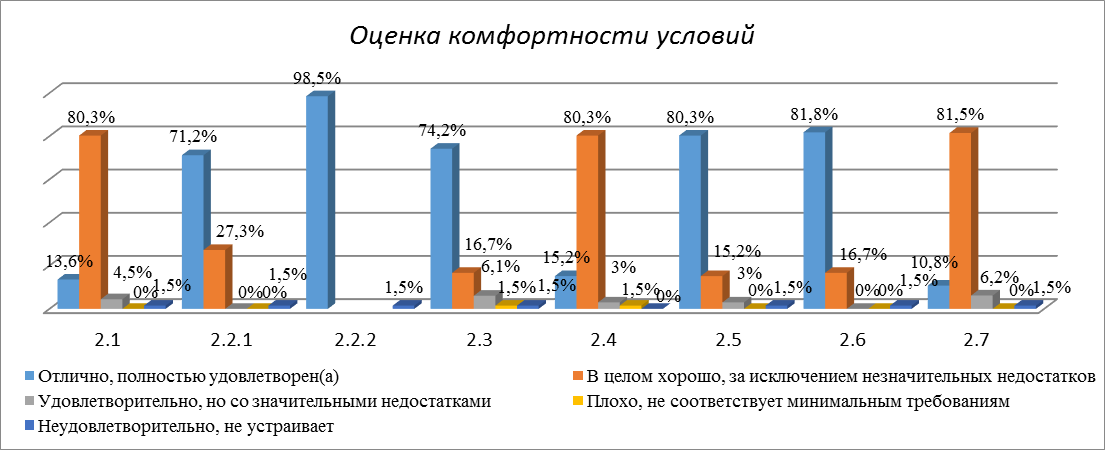 Оценка комфортности условий
98,5%
80,3% 71,2% 74,2% 80,3% 80,3% 81,8% 81,5%
13,6% 4,5% 0% 1,5% 27,3% 0% 0% 1,5% 1,5% 16,7% 6,1% 1,5% 1,5% 15,2% 3% 1,5% 0% 15,2% 3% 0% 1,5% 16,7% 0% 0% 1,5% 10,8% 6,2% 0% 1,5%
2.1 2.2.1 2.2.2 2.3 2.4 2.5 2.6 2.7
Отлично, полностью удовлетворен(а) В целом хорошо, за исключением незначительных недостатков
Удовлетворительно, но со значительными недостатками Плохо, не соответствует минимальным требованиям
Неудовлетворительно, не устраивает